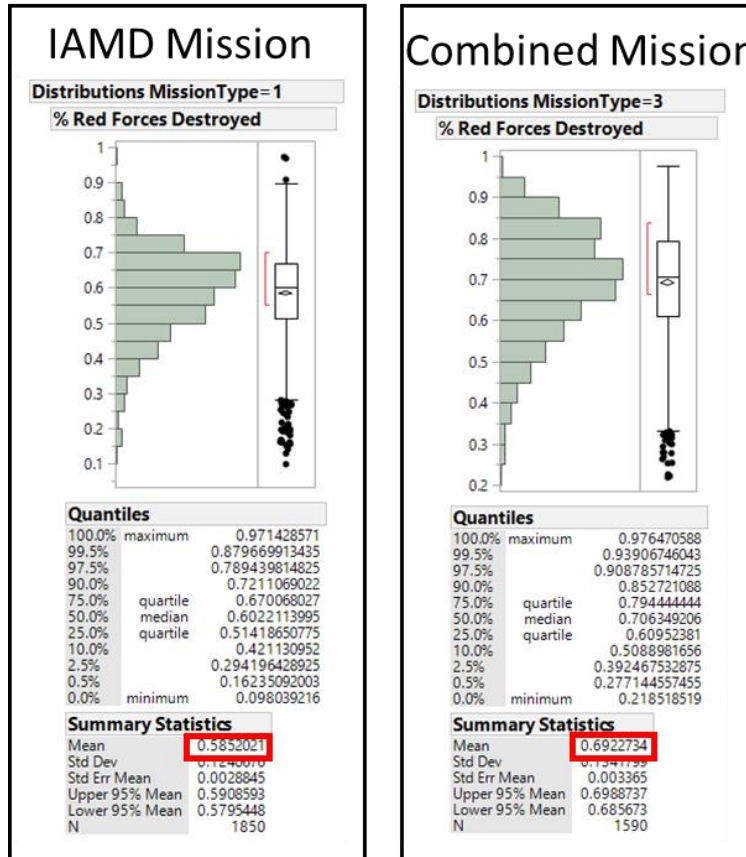 IAMD Mission
Distributions MissionType=1
% Red Forces Destroyed
1
0.9
0.8
0.7
0.6
0.5
0.4
0.3
0.2
0.1
Quantiles
100.0% maximum 0.971428571
99.5% 0.879669913435
97.5% 0.789439814825
90.0% 0.7211069022
75.0% quartile 0.670068027
50.0% median 0.6022113995
25.0% quartile 0.51418650775
10.0% 0.421130952
2.5% 0.294196428925
0.5% 0.16235092003
0.0% minimum 0.098039216
Summary Statistics
Mean 0.5852021
Std Dev
Std Err Mean 0.0028845
Upper 95% Mean 0.5908593
Lower 95% Mean 0.5795448
N 1850
Combined Mission
Distributions MissionType=3
% Red Forces Destroyed
1
0.9
0.8
0.7
0.6
0.5
0.4
0.3
0.2
Quantiles
100.0% maximum 0.976470588
99.5% 0.93906746043
97.5% 0.908785714725
90.0% 0.852721088
75.0% quartile 0.794444444
50.0% median 0.706349206
25.0% quartile 0.60952381
10.0% 0.5088981656
2.5% 0.392467532875
0.5% 0.277144557455
0.0% minimum 0.218518519
Summary Statistics
Mean 0.6922734
Std Dev
Std Err Mean 0.003365
Upper 95% Mean 0.6988737
Lower 95% Mean 0.685673
N 1590